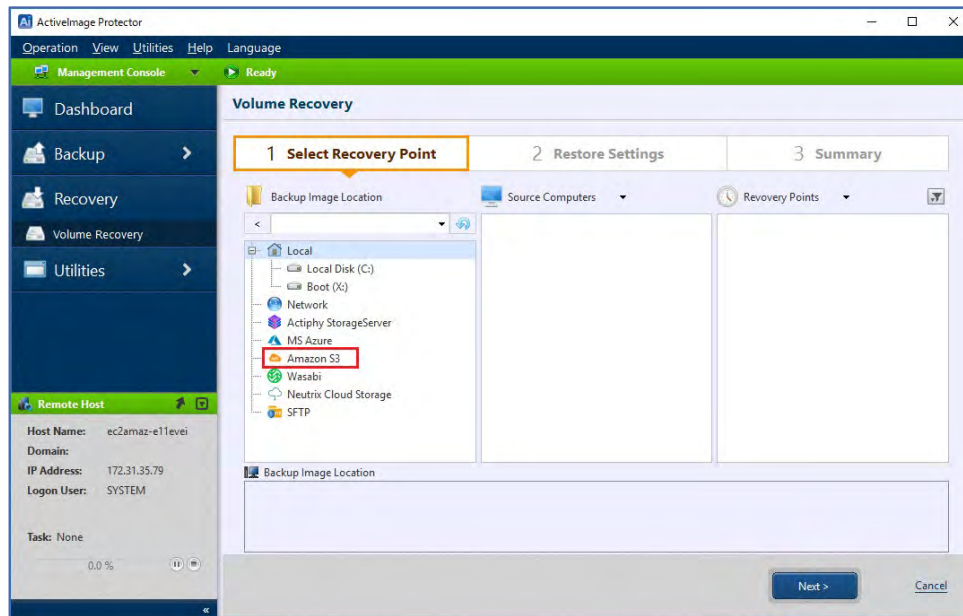 Ai ActiveImage Protector
Operation View Utilities Help Language
Management Console Ready
Dashboard
Backup
Recovery
Volume Recovery
Utilities
Volume Recovery
1 Select Recovery Point 2 Restore Settings 3 Summary
Backup Image Location Source Computers Revovery Points
<
Local
Local Disk (C:)
Boot (X:)
Network
Actiphy StorageServer
MS Azure
Amazon S3
Wasabi
Neutrix Cloud Storage
SFTP
Backup Image Location
Remote Host
Host Name: ec2amaz-e11evei
Domain:
IP Address: 172.31.35.79
Logon User: SYSTEM
Task: None
0.0 %
«
Next > Cancel